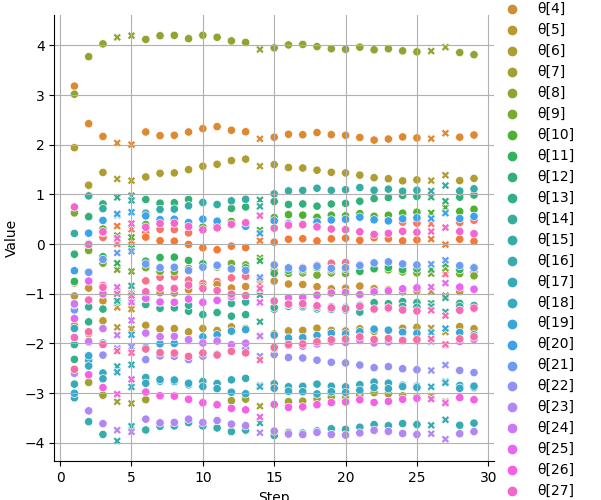 4
3
2
1
0
−1
−2
−3
−4
Value
0
5
10
15
20
25
30
Step
θ[4]
θ[5]
θ[6]
θ[7]
θ[8]
θ[9]
θ[10]
θ[11]
θ[12]
θ[13]
θ[14]
θ[15]
θ[16]
θ[17]
θ[18]
θ[19]
θ[20]
θ[21]
θ[22]
θ[23]
θ[24]
θ[25]
θ[26]
θ[27]